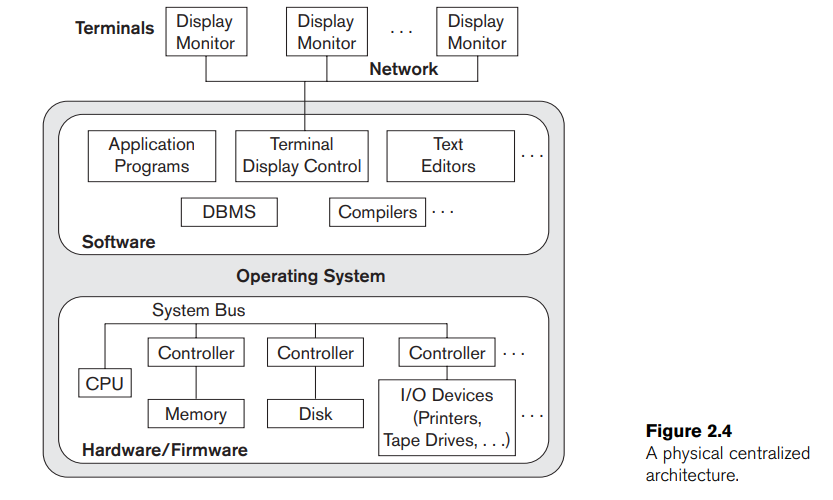 Terminals
Display
Monitor
Display
Monitor
. . .
Display
Monitor
Network
Application
Programs
Terminal
Display Control
Text
Editors
. . .
DBMS
Compilers
. . .
Software
Operating System
System Bus
Controller
Controller
Controller
. . .
CPU
Memory
Disk
I/O Devices
(Printers,
Tape Drives, . . .)
. . .
Hardware/Firmware
Figure 2.4
A physical centralized
architecture.